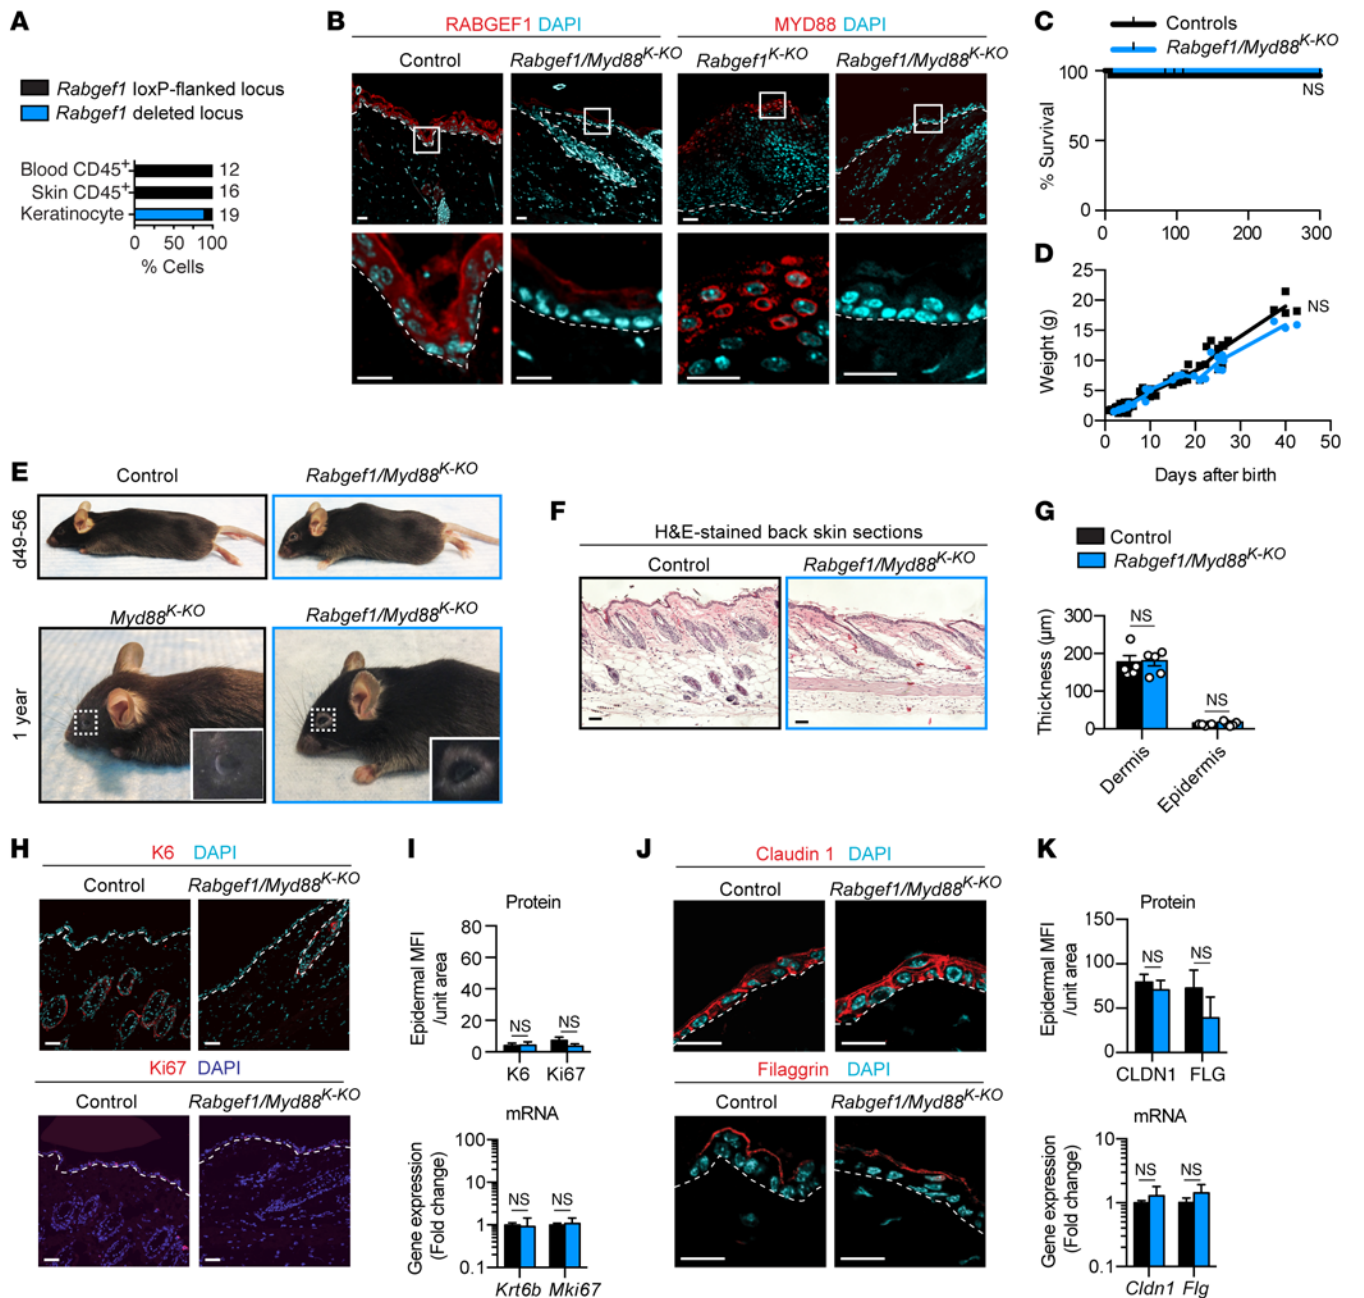 A
Rabgef1 loxP-flanked locus
Rabgef1 deleted locus
Blood CD45+ 12
Skin CD45+ 16
Keratinocyte 19
0 50 100
% Cells
B
RABGEF1 DAPI
MYD88 DAPI
Control
Rabgef1/Myd88K-KO
Rabgef1K-KO
Rabgef1/Myd88K-KO
C
Controls
Rabgef1/Myd88K-KO
% Survival
100
50
0
NS
0 100 200 300
D
Weight (g)
25
20
15
10
5
0
NS
0 10 20 30 40 50
Days after birth
E
Control
Rabgef1/Myd88K-KO
d49-56
Myd88K-KO
Rabgef1/Myd88K-KO
1 year
F
H&E-stained back skin sections
Control
Rabgef1/Myd88K-KO
G
Control
Rabgef1/Myd88K-KO
Thickness (μm)
300
200
100
0
NS
NS
Dermis
Epidermis
H
K6 DAPI
Control
Rabgef1/Myd88K-KO
Ki67 DAPI
Control
Rabgef1/Myd88K-KO
I
Protein
Epidermal MFI
/unit area
80
60
40
20
0
NS NS
K6 Ki67
mRNA
Gene expression
(Fold change)
100
10
1
0.1
NS NS
Krt6b Mki67
J
Claudin 1 DAPI
Control
Rabgef1/Myd88K-KO
Filaggrin DAPI
Control
Rabgef1/Myd88K-KO
K
Protein
Epidermal MFI
/unit area
150
100
50
0
NS NS
CLDN1 FLG
mRNA
Gene expression
(Fold change)
10
1
0.1
NS NS
Cldn1 Flg